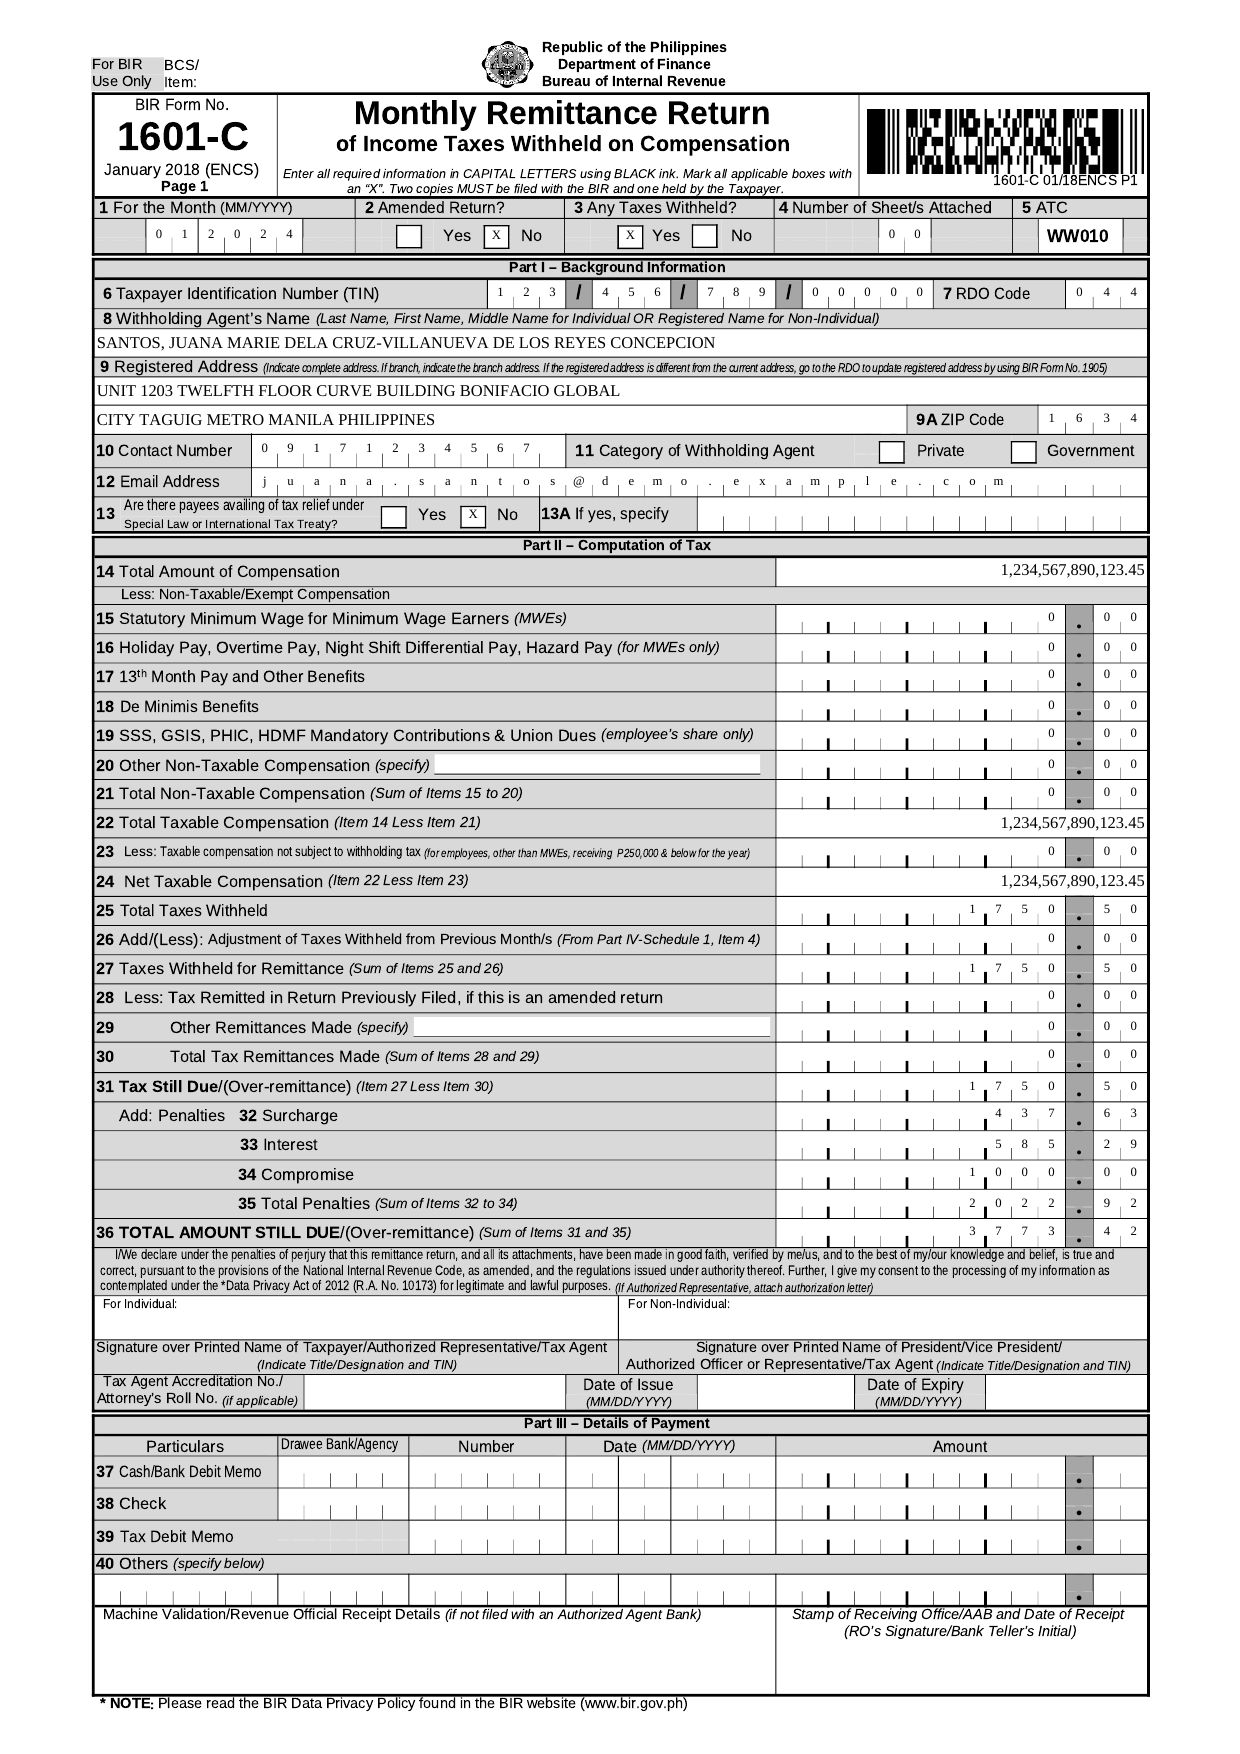 Republic of the Philippines
For BIR BCS/ Department of Finance
Use Only Item: Bureau of Internal Revenue
BIR Form No.
1601-C
January 2018 (ENCS)
Page 1
Monthly Remittance Return
of Income Taxes Withheld on Compensation
Enter all required information in CAPITAL LETTERS using BLACK ink. Mark all applicable boxes with
an “X”. Two copies MUST be filed with the BIR and one held by the Taxpayer.
1601-C 01/18ENCS P1
1 For the Month (MM/YYYY) 2 Amended Return? 3 Any Taxes Withheld? 4 Number of Sheet/s Attached 5 ATC
0 1 2 0 2 4 Yes X No X Yes No 0 0 WW010
Part I – Background Information
6 Taxpayer Identification Number (TIN) 1 2 3 / 4 5 6 / 7 8 9 / 0 0 0 0 0 7 RDO Code 0 4 4
8 Withholding Agent’s Name (Last Name, First Name, Middle Name for Individual OR Registered Name for Non-Individual)
SANTOS, JUANA MARIE DELA CRUZ-VILLANUEVA DE LOS REYES CONCEPCION
9 Registered Address (Indicate complete address. If branch, indicate the branch address. If the registered address is different from the current address, go to the RDO to update registered address by using BIR Form No. 1905)
UNIT 1203 TWELFTH FLOOR CURVE BUILDING BONIFACIO GLOBAL
CITY TAGUIG METRO MANILA PHILIPPINES 9A ZIP Code 1 6 3 4
10 Contact Number 0 9 1 7 1 2 3 4 5 6 7 11 Category of Withholding Agent Private Government
12 Email Address j u a n a . s a n t o s @ d e m o . e x a m p l e . c o m
13 Are there payees availing of tax relief under
Special Law or International Tax Treaty? Yes X No 13A If yes, specify
Part II – Computation of Tax
14 Total Amount of Compensation 1,234,567,890,123.45
Less: Non-Taxable/Exempt Compensation
15 Statutory Minimum Wage for Minimum Wage Earners (MWEs) 0 . 0 0
16 Holiday Pay, Overtime Pay, Night Shift Differential Pay, Hazard Pay (for MWEs only) 0 . 0 0
17 13th Month Pay and Other Benefits 0 . 0 0
18 De Minimis Benefits 0 . 0 0
19 SSS, GSIS, PHIC, HDMF Mandatory Contributions & Union Dues (employee’s share only) 0 . 0 0
20 Other Non-Taxable Compensation (specify) 0 . 0 0
21 Total Non-Taxable Compensation (Sum of Items 15 to 20) 0 . 0 0
22 Total Taxable Compensation (Item 14 Less Item 21) 1,234,567,890,123.45
23 Less: Taxable compensation not subject to withholding tax (for employees, other than MWEs, receiving P250,000 & below for the year) 0 . 0 0
24 Net Taxable Compensation (Item 22 Less Item 23) 1,234,567,890,123.45
25 Total Taxes Withheld 1 7 5 0 . 5 0
26 Add/(Less): Adjustment of Taxes Withheld from Previous Month/s (From Part IV-Schedule 1, Item 4) 0 . 0 0
27 Taxes Withheld for Remittance (Sum of Items 25 and 26) 1 7 5 0 . 5 0
28 Less: Tax Remitted in Return Previously Filed, if this is an amended return 0 . 0 0
29 Other Remittances Made (specify) 0 . 0 0
30 Total Tax Remittances Made (Sum of Items 28 and 29) 0 . 0 0
31 Tax Still Due/(Over-remittance) (Item 27 Less Item 30) 1 7 5 0 . 5 0
Add: Penalties 32 Surcharge 4 3 7 . 6 3
33 Interest 5 8 5 . 2 9
34 Compromise 1 0 0 0 . 0 0
35 Total Penalties (Sum of Items 32 to 34) 2 0 2 2 . 9 2
36 TOTAL AMOUNT STILL DUE/(Over-remittance) (Sum of Items 31 and 35) 3 7 7 3 . 4 2
I/We declare under the penalties of perjury that this remittance return, and all its attachments, have been made in good faith, verified by me/us, and to the best of my/our knowledge and belief, is true and
correct, pursuant to the provisions of the National Internal Revenue Code, as amended, and the regulations issued under authority thereof. Further, I give my consent to the processing of my information as
contemplated under the *Data Privacy Act of 2012 (R.A. No. 10173) for legitimate and lawful purposes. (If Authorized Representative, attach authorization letter)
For Individual: For Non-Individual:
Signature over Printed Name of Taxpayer/Authorized Representative/Tax Agent
(Indicate Title/Designation and TIN)
Signature over Printed Name of President/Vice President/
Authorized Officer or Representative/Tax Agent (Indicate Title/Designation and TIN)
Tax Agent Accreditation No./
Attorney’s Roll No. (if applicable)
Date of Issue
(MM/DD/YYYY)
Date of Expiry
(MM/DD/YYYY)
Part III – Details of Payment
Particulars Drawee Bank/Agency Number Date (MM/DD/YYYY) Amount
37 Cash/Bank Debit Memo .
38 Check .
39 Tax Debit Memo .
40 Others (specify below)
.
Machine Validation/Revenue Official Receipt Details (if not filed with an Authorized Agent Bank)
Stamp of Receiving Office/AAB and Date of Receipt
(RO’s Signature/Bank Teller’s Initial)
* NOTE: Please read the BIR Data Privacy Policy found in the BIR website (www.bir.gov.ph)